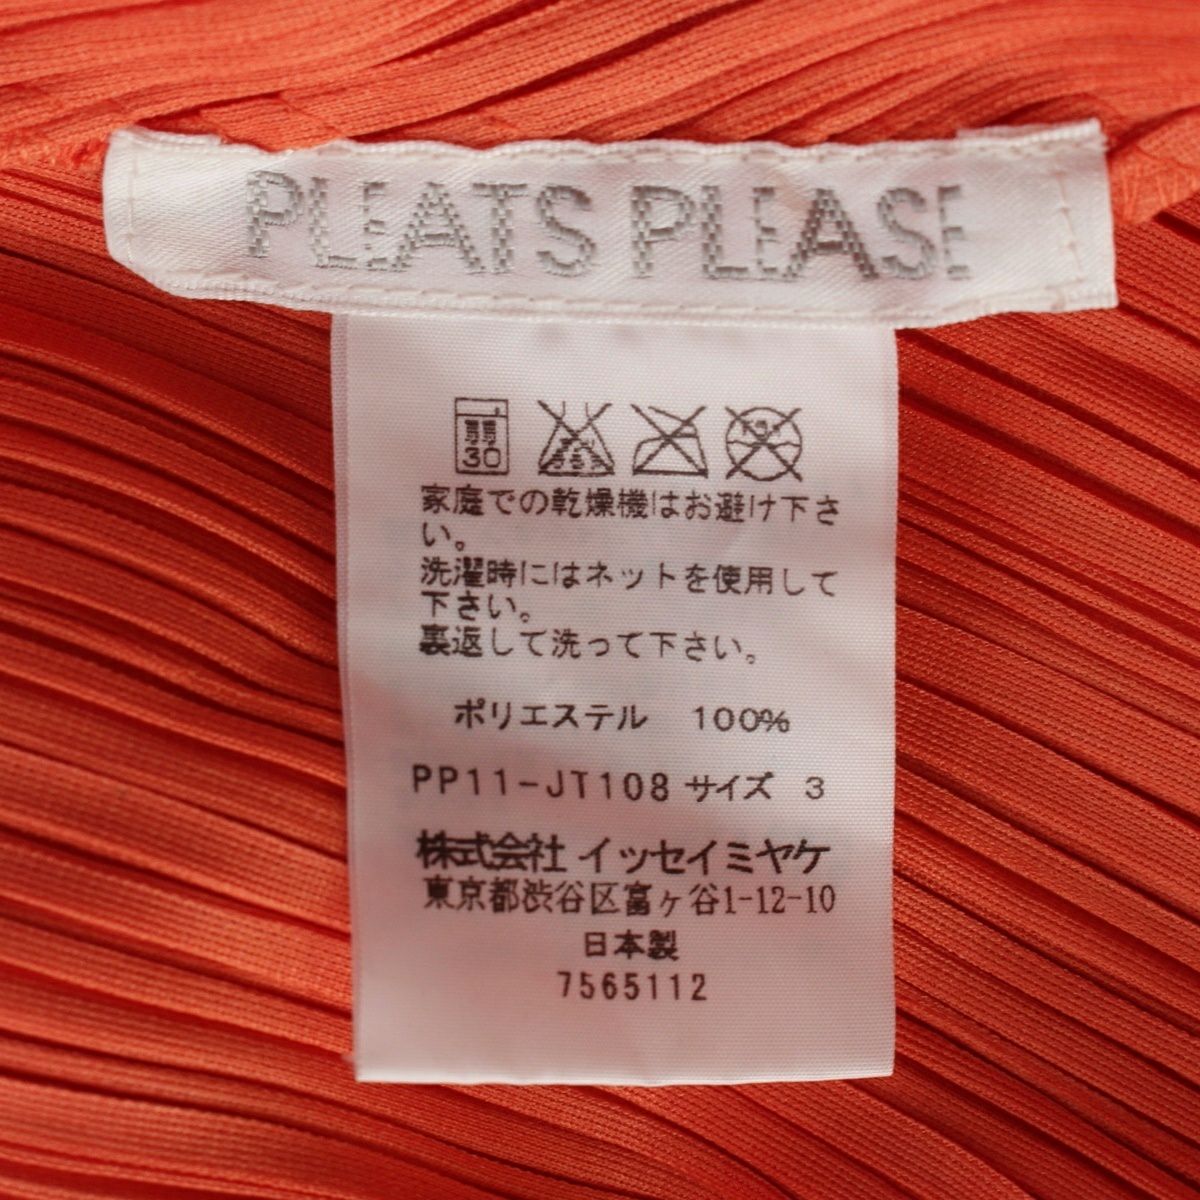 PLEATS PLEASE
弱
30
家庭での乾燥機はお避け下さ
い。
洗濯時にはネットを使用して
下さい。
裏返して洗って下さい。
ポリエステル 100%
PP11-JT108 サイズ 3
株式会社 イッセイミヤケ
東京都渋谷区富ヶ谷1-12-10
日本製
7565112